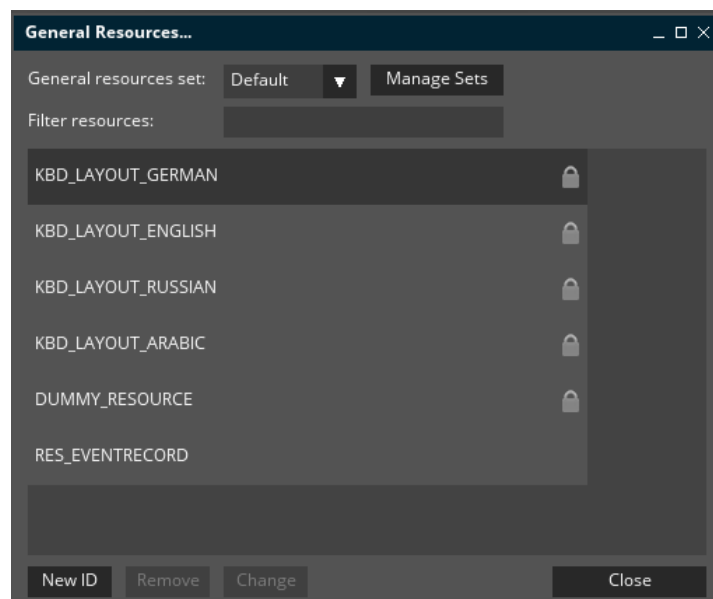 General Resources...
General resources set: Default Manage Sets
Filter resources:
KBD_LAYOUT_GERMAN
KBD_LAYOUT_ENGLISH
KBD_LAYOUT_RUSSIAN
KBD_LAYOUT_ARABIC
DUMMY_RESOURCE
RES_EVENTRECORD
New ID Remove Change Close